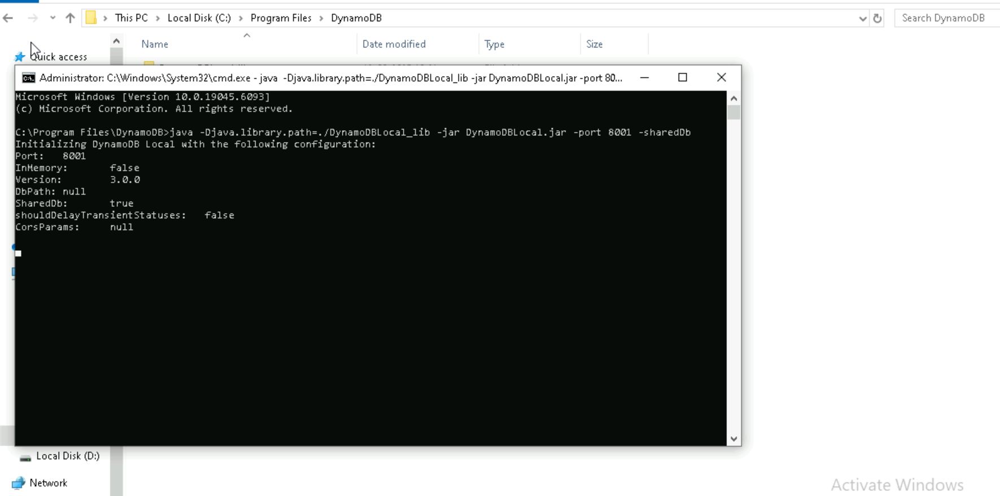 This PC > Local Disk (C:) > Program Files > DynamoDB
Search DynamoDB
Name
Date modified
Type
Size
Quick access
Administrator: C:\Windows\System32\cmd.exe - java -Djava.library.path=./DynamoDBLocal_lib -jar DynamoDBLocal.jar -port 80...
Microsoft Windows [Version 10.0.19045.6093]
(c) Microsoft Corporation. All rights reserved.
C:\Program Files\DynamoDB>java -Djava.library.path=./DynamoDBLocal_lib -jar DynamoDBLocal.jar -port 8001 -sharedDb
Initializing DynamoDB Local with the following configuration:
Port: 8001
InMemory: false
Version: 3.0.0
DbPath: null
SharedDb: true
shouldDelayTransientStatuses: false
CorsParams: null
Local Disk (D:)
Network
Activate Windows